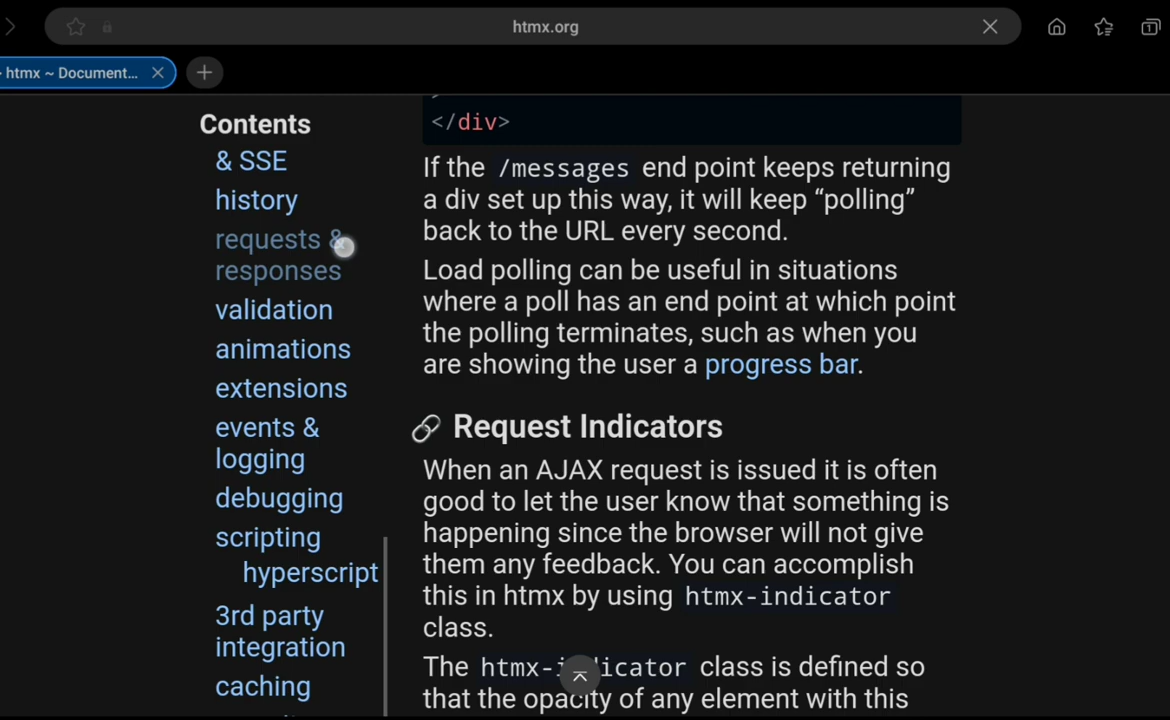 htmx.org
1
htmx ~ Document...
Contents
& SSE
history
requests &
responses
validation
animations
extensions
events &
logging
debugging
scripting
hyperscript
3rd party
integration
caching
</div>
If the /messages end point keeps returning
a div set up this way, it will keep “polling”
back to the URL every second.
Load polling can be useful in situations
where a poll has an end point at which point
the polling terminates, such as when you
are showing the user a progress bar.
Request Indicators
When an AJAX request is issued it is often
good to let the user know that something is
happening since the browser will not give
them any feedback. You can accomplish
this in htmx by using htmx-indicator
class.
The htmx-indicator class is defined so
that the opacity of any element with this